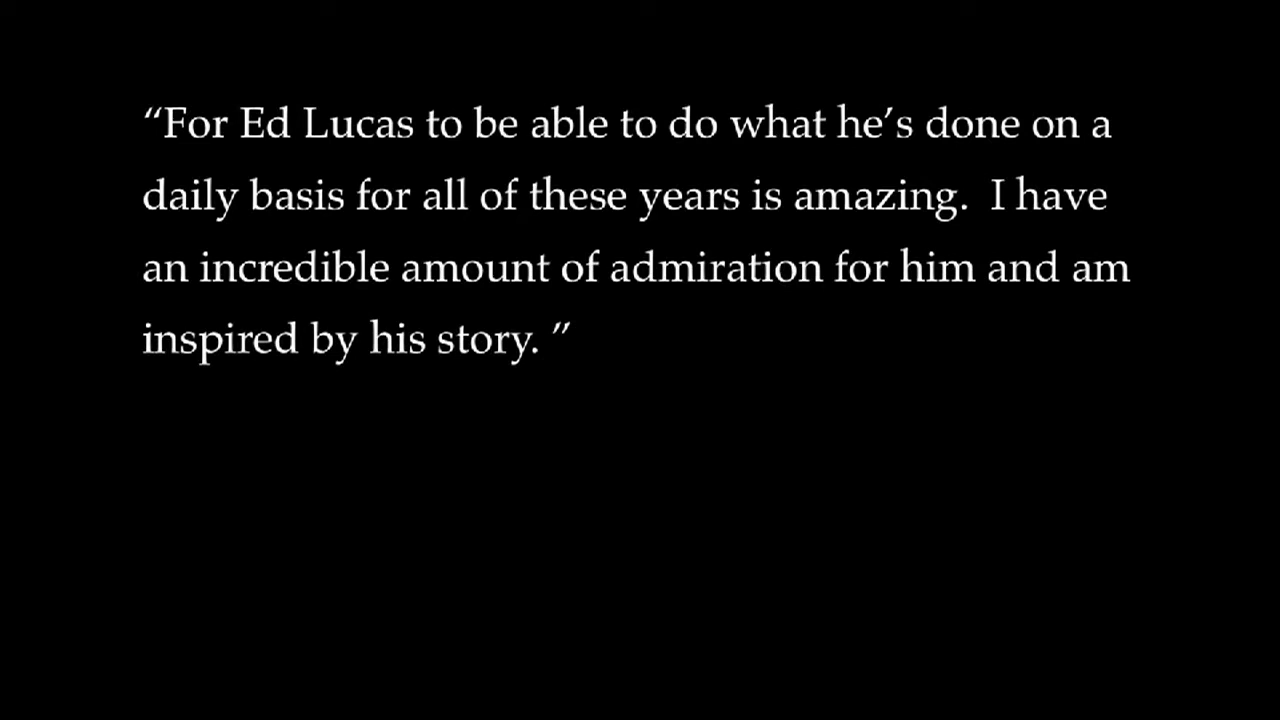 “For Ed Lucas to be able to do what he’s done on a
daily basis for all of these years is amazing.  I have
an incredible amount of admiration for him and am
inspired by his story. ”